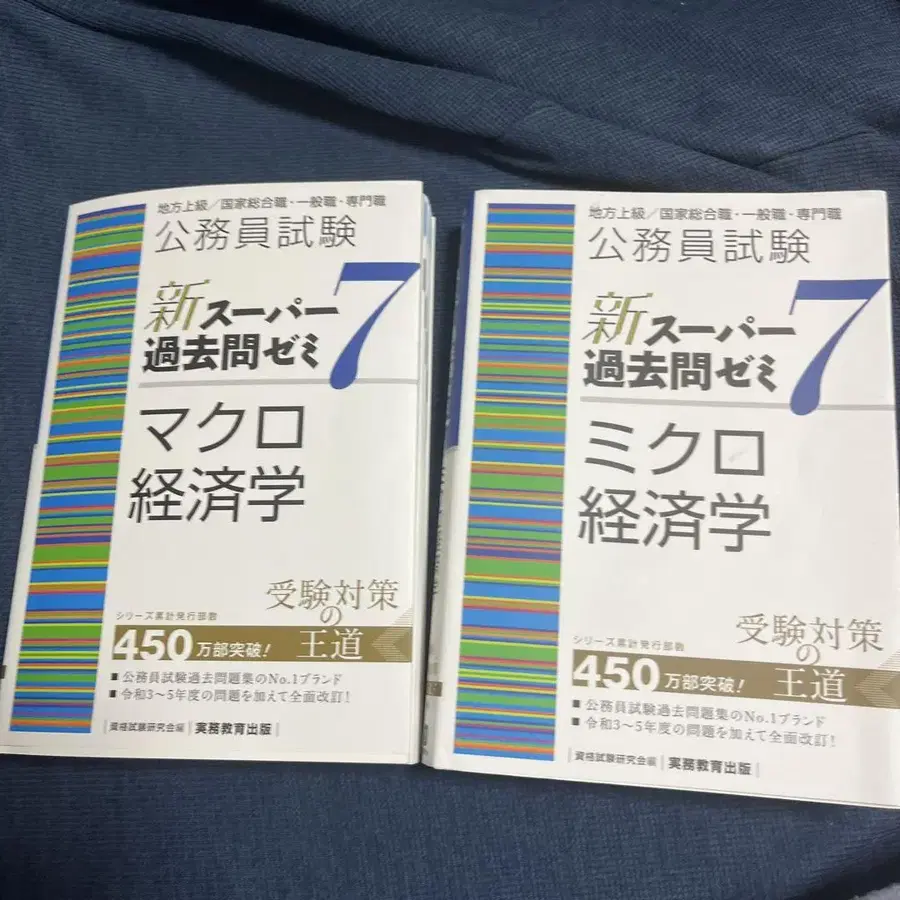 地方上級／国家総合職・一般職・専門職
公務員試験
新スーパー
過去問ゼミ7
マクロ
経済学
受験対策
の
王道
シリーズ累計発行部数
450万部突破!
■公務員試験過去問題集のNo.1ブランド
■令和3～5年度の問題を加えて全面改訂!
|資格試験研究会編|実務教育出版|
地方上級／国家総合職・一般職・専門職
公務員試験
新スーパー
過去問ゼミ7
ミクロ
経済学
受験対策
の
王道
シリーズ累計発行部数
450万部突破!
■公務員試験過去問題集のNo.1ブランド
■令和3～5年度の問題を加えて全面改訂!
|資格試験研究会編|実務教育出版|